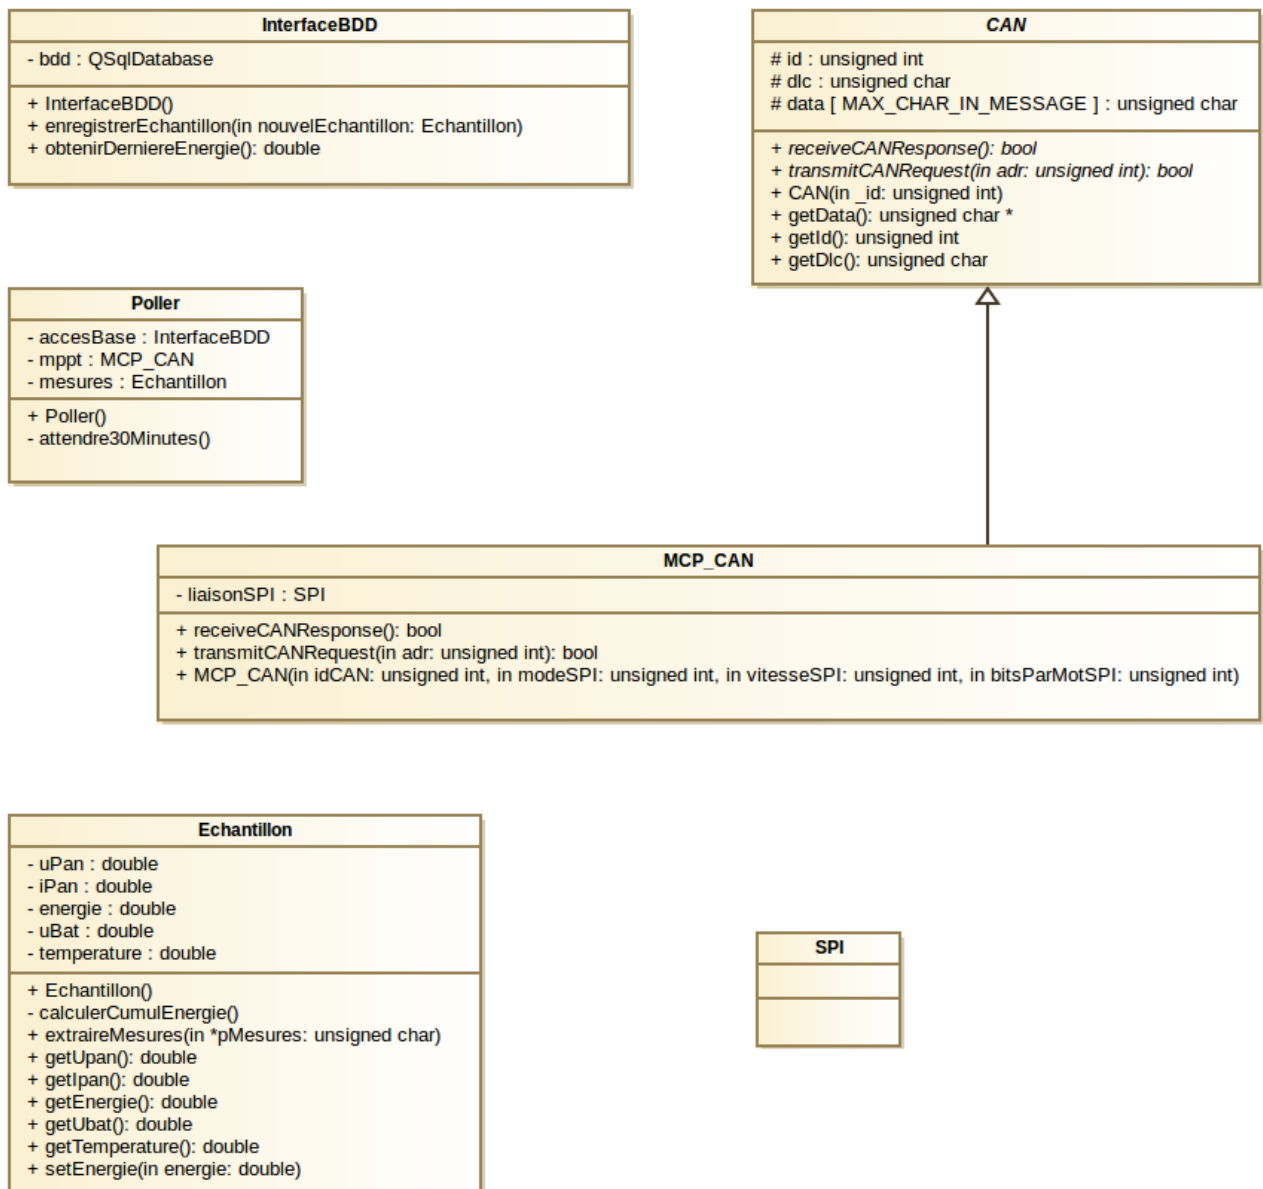 InterfaceBDD
- bdd : QSqlDatabase
+ InterfaceBDD()
+ enregistrerEchantillon(in nouvelEchantillon: Echantillon)
+ obtenirDerniereEnergie(): double
CAN
# id : unsigned int
# dlc : unsigned char
# data [ MAX_CHAR_IN_MESSAGE ] : unsigned char
+ receiveCANResponse(): bool
+ transmitCANRequest(in adr: unsigned int): bool
+ CAN(in _id: unsigned int)
+ getData(): unsigned char *
+ getId(): unsigned int
+ getDlc(): unsigned char
Poller
- accesBase : InterfaceBDD
- mppt : MCP_CAN
- mesures : Echantillon
+ Poller()
- attendre30Minutes()
MCP_CAN
- liaisonSPI : SPI
+ receiveCANResponse(): bool
+ transmitCANRequest(in adr: unsigned int): bool
+ MCP_CAN(in idCAN: unsigned int, in modeSPI: unsigned int, in vitesseSPI: unsigned int, in bitsParMotSPI: unsigned int)
Echantillon
- uPan : double
- iPan : double
- energie : double
- uBat : double
- temperature : double
+ Echantillon()
- calculerCumulEnergie()
+ extraireMesures(in *pMesures: unsigned char)
+ getUpan(): double
+ getIpan(): double
+ getEnergie(): double
+ getUbat(): double
+ getTemperature(): double
+ setEnergie(in energie: double)
SPI